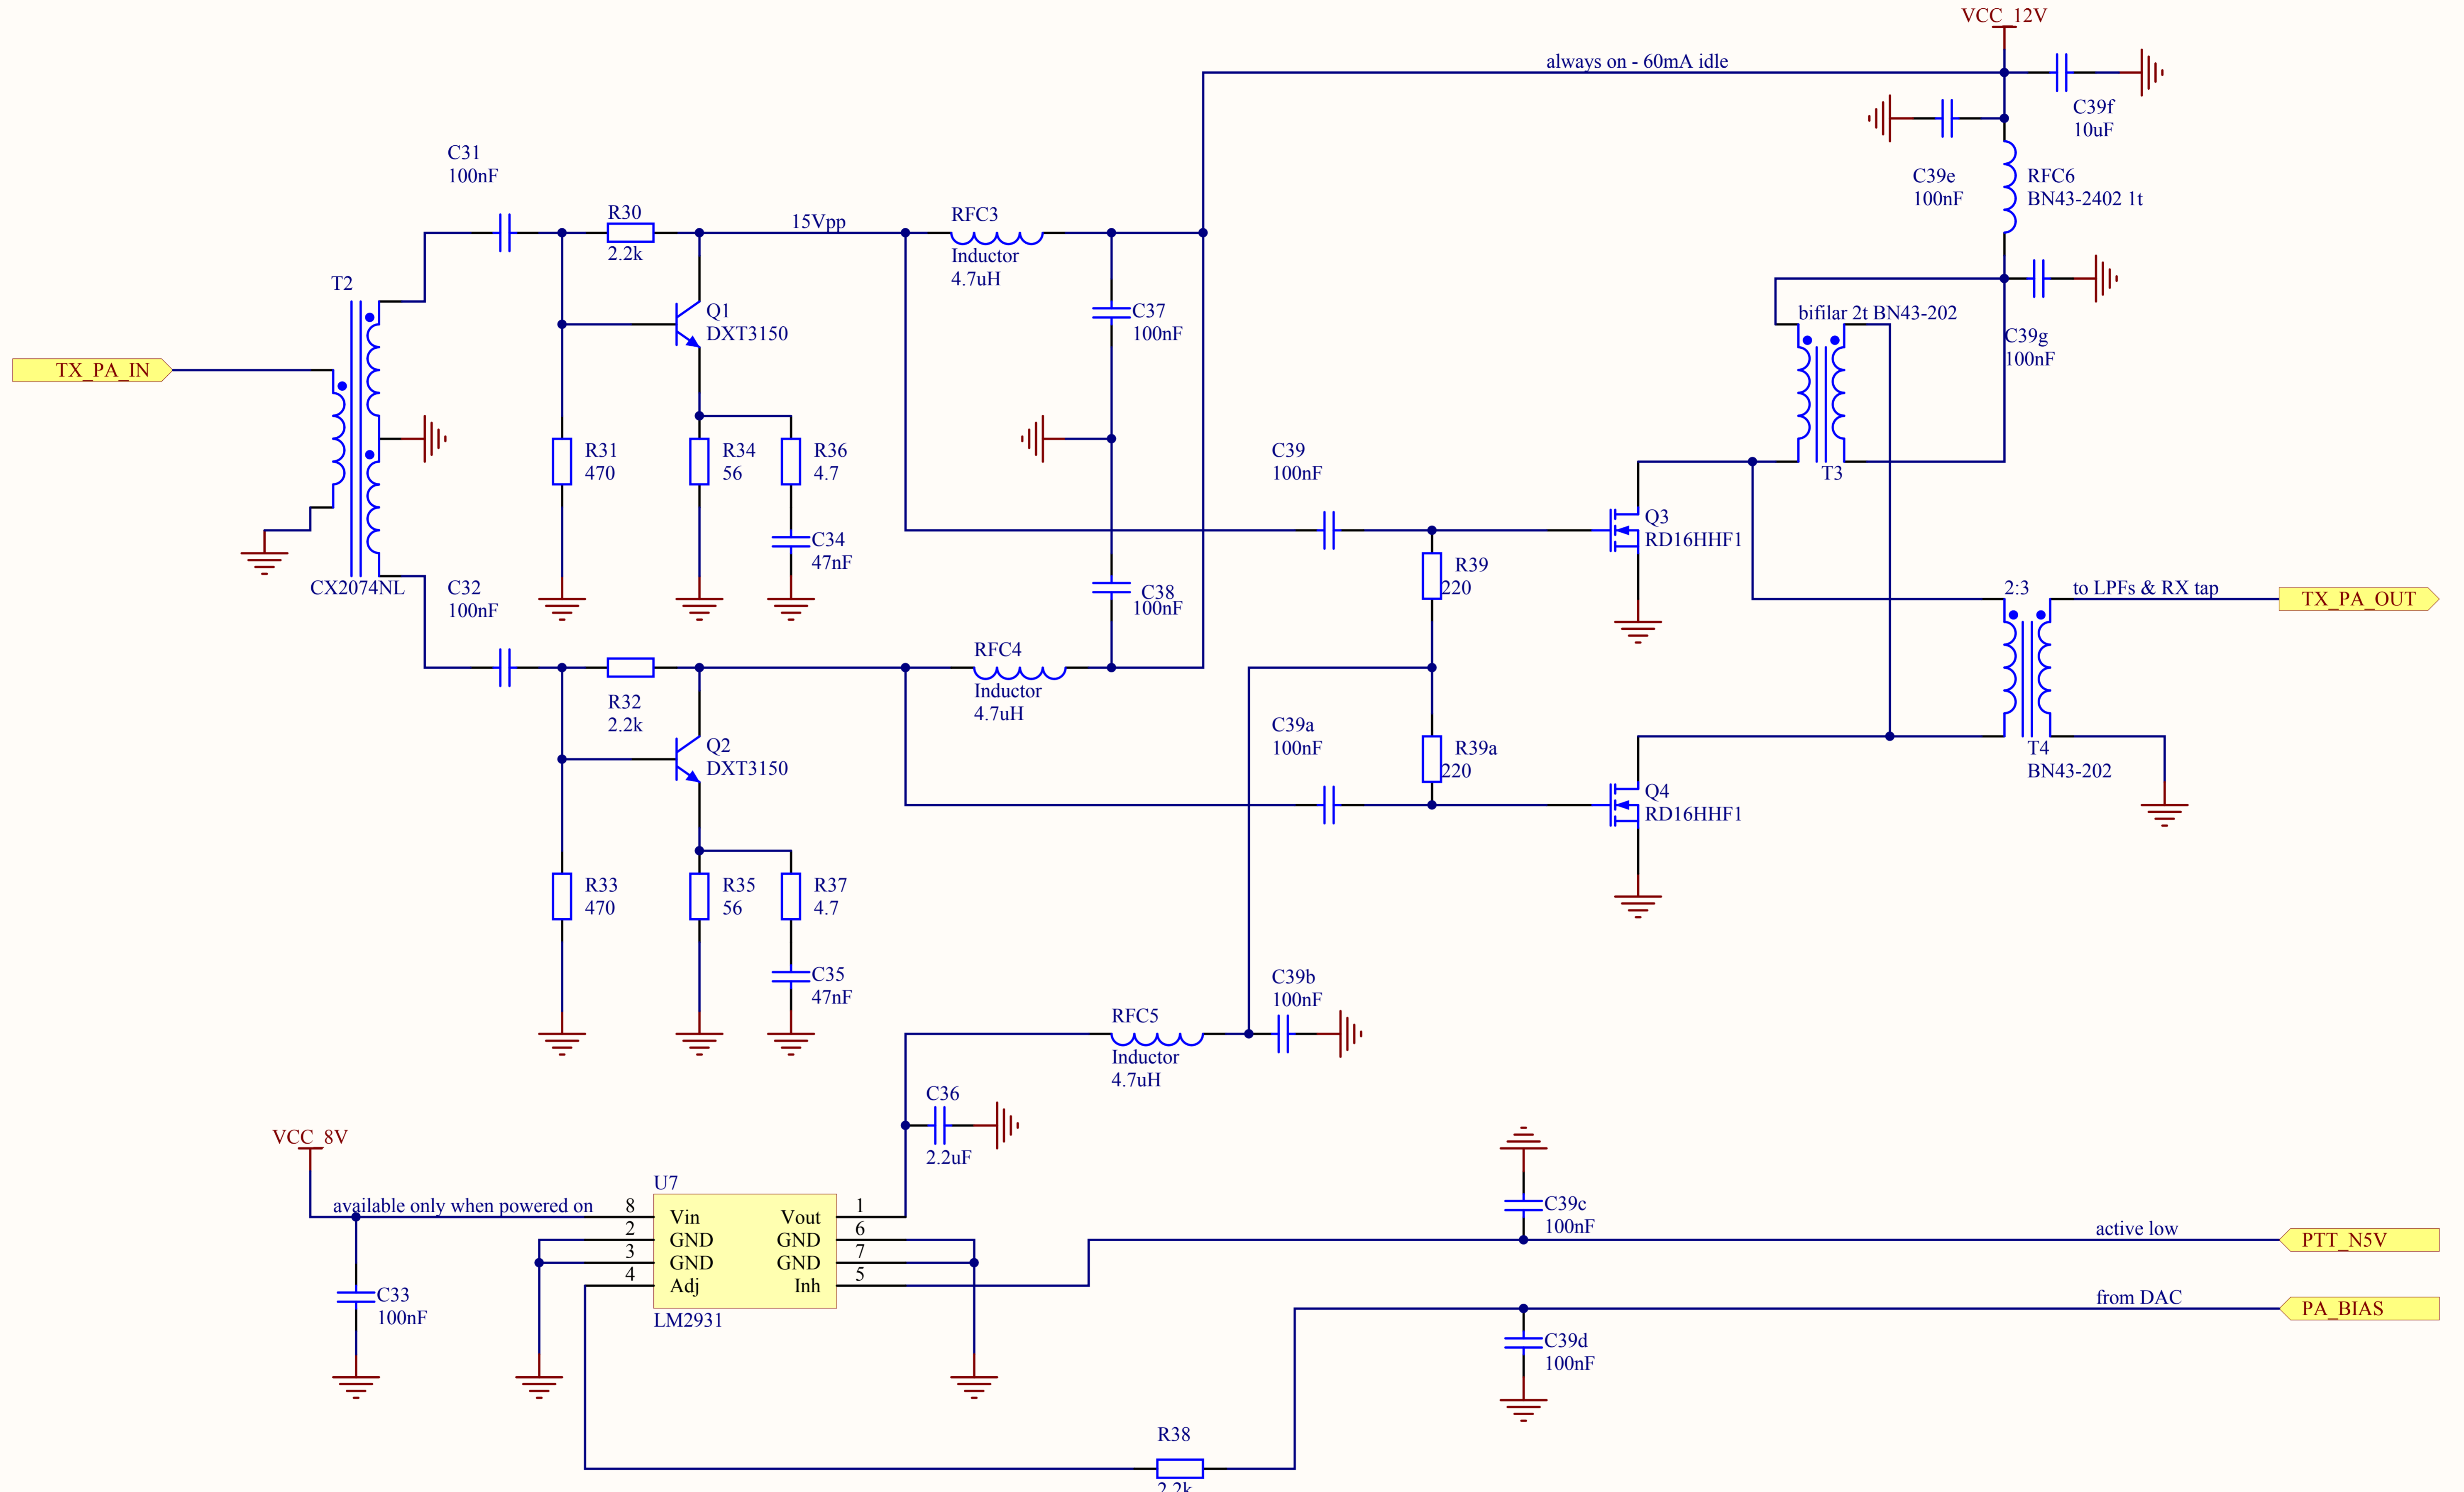 VCC_12V
always on - 60mA idle
C39f
10uF
C39e
100nF
RFC6
BN43-2402 1t
C31
100nF
R30
2.2k
15Vpp
RFC3
Inductor
4.7uH
T2
Q1
DXT3150
C37
100nF
bifilar 2t BN43-202
C39g
100nF
TX_PA_IN
R31
470
R34
56
R36
4.7
C39
100nF
T3
C34
47nF
Q3
RD16HHF1
CX2074NL
C32
100nF
C38
100nF
R39
220
2:3
to LPFs & RX tap
TX_PA_OUT
RFC4
Inductor
4.7uH
R32
2.2k
Q2
DXT3150
C39a
100nF
R39a
220
T4
BN43-202
Q4
RD16HHF1
R33
470
R35
56
R37
4.7
C35
47nF
C39b
100nF
RFC5
Inductor
4.7uH
C36
2.2uF
VCC_8V
available only when powered on
U7
8
Vin
Vout
1
2
GND
GND
6
3
GND
GND
7
4
Adj
Inh
5
LM2931
C33
100nF
C39c
100nF
active low
PTT_N5V
from DAC
PA_BIAS
C39d
100nF
R38
2.2k